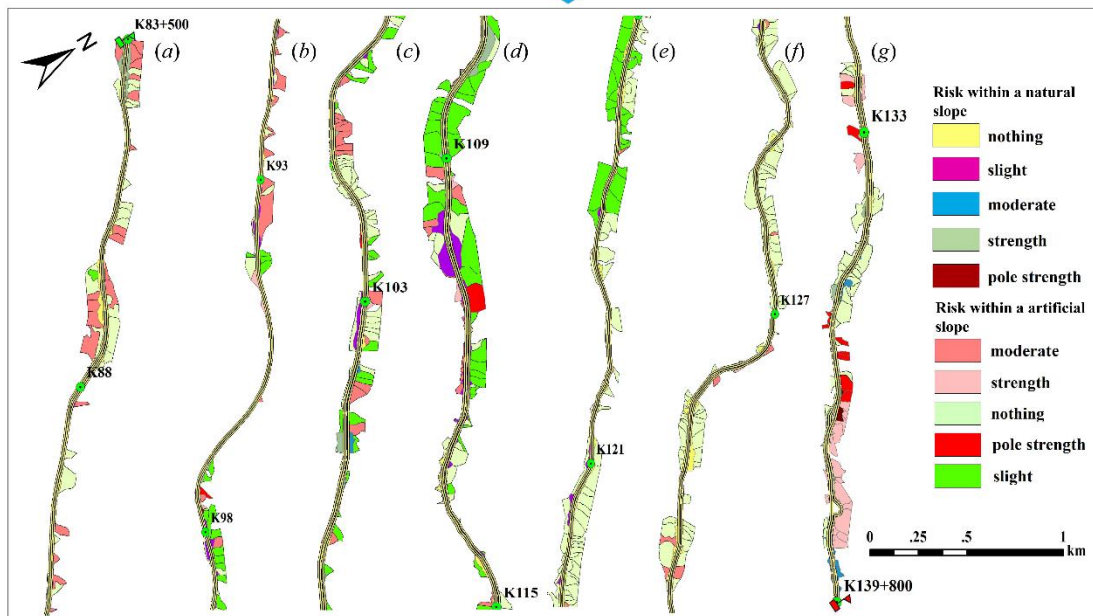 K83+500
N
(a)
(b)
(c)
(d)
(e)
(f)
(g)
K93
K109
K133
K103
K127
K88
K121
K98
K115
K139+800
Risk within a natural
slope
nothing
slight
moderate
strength
pole strength
Risk within a artificial
slope
moderate
strength
nothing
pole strength
slight
0 .25 .5 1
km